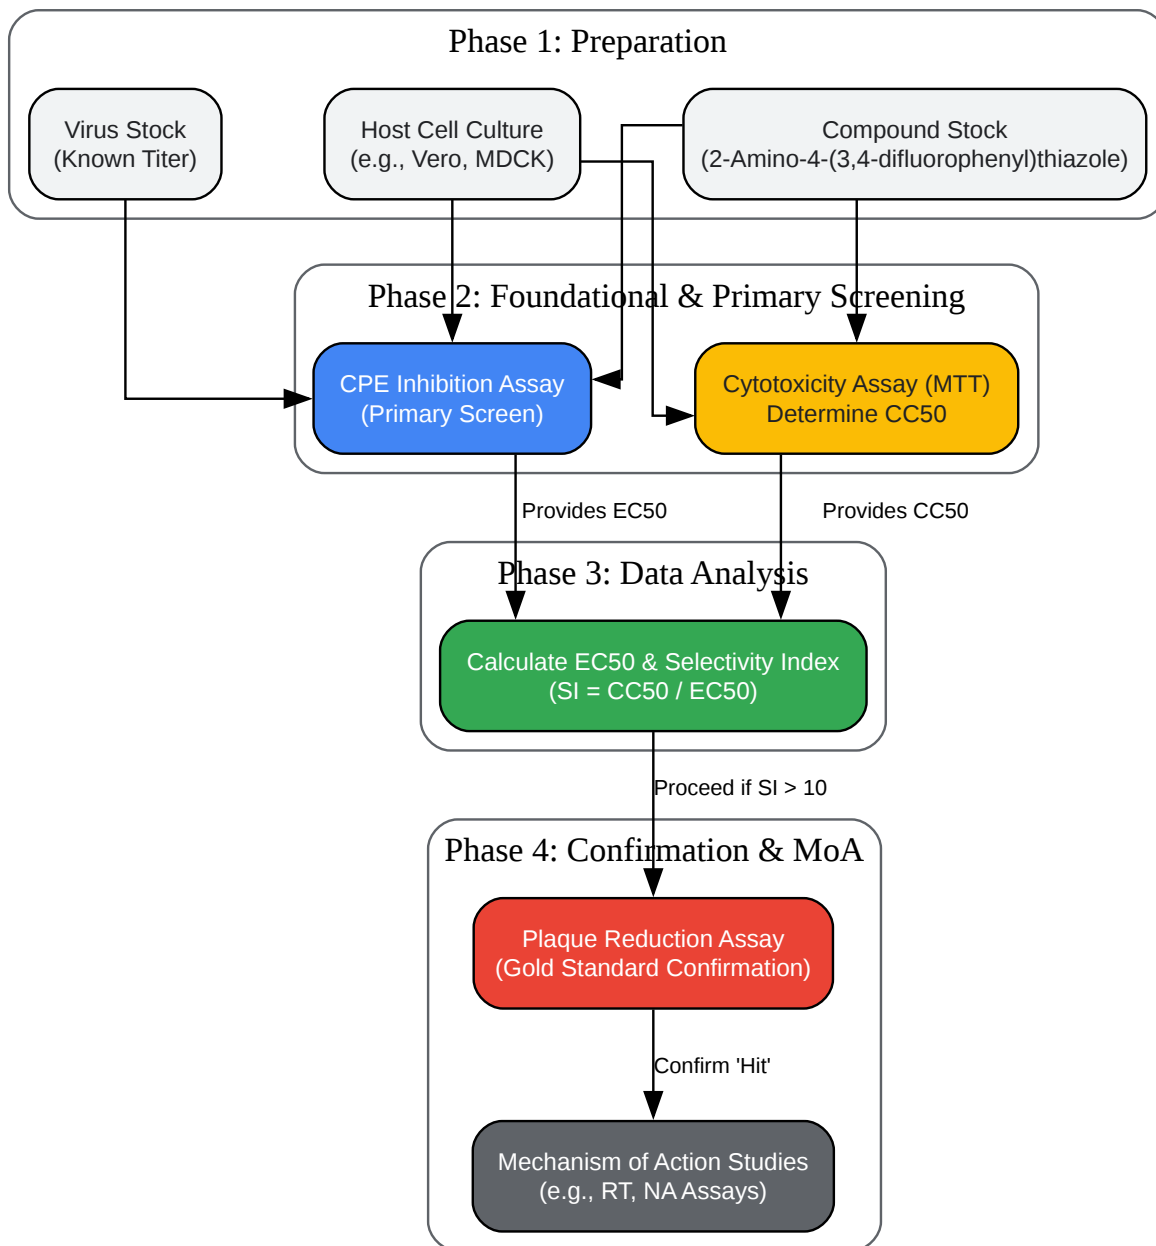 Phase 1: Preparation
Virus Stock
(Known Titer)
Host Cell Culture
(e.g., Vero, MDCK)
Compound Stock
(2-Amino-4-(3,4-difluorophenyl)thiazole)
Phase 2: Foundational & Primary Screening
CPE Inhibition Assay
(Primary Screen)
Cytotoxicity Assay (MTT)
Determine CC50
Provides EC50
Provides CC50
Phase 3: Data Analysis
Calculate EC50 & Selectivity Index
(SI = CC50 / EC50)
Proceed if SI > 10
Phase 4: Confirmation & MoA
Plaque Reduction Assay
(Gold Standard Confirmation)
Confirm 'Hit'
Mechanism of Action Studies
(e.g., RT, NA Assays)